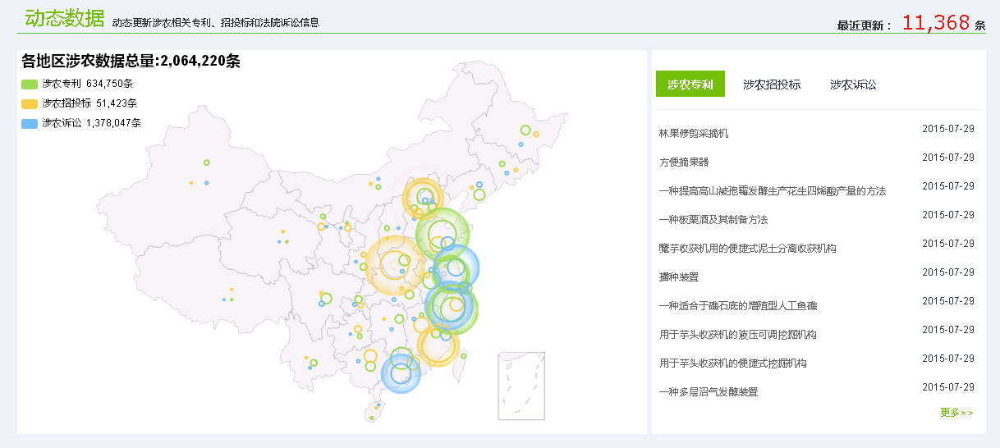 动态数据 动态更新涉农相关专利、招投标和法院诉讼信息
最近更新： 11,368 条
各地区涉农数据总量:2,064,220条
涉农专利 634,750条
涉农招投标 51,423条
涉农诉讼 1,378,047条
涉农专利 涉农招投标 涉农诉讼
林果修剪采摘机 2015-07-29
方便摘果器 2015-07-29
一种提高高山被孢霉发酵生产花生四烯酸产量的方法 2015-07-29
一种板栗酒及其制备方法 2015-07-29
魔芋收获机用的便捷式泥土分离收获机构 2015-07-29
播种装置 2015-07-29
一种适合于礁石底的增殖型人工鱼礁 2015-07-29
用于芋头收获机的液压可调挖掘机构 2015-07-29
用于芋头收获机的便捷式挖掘机构 2015-07-29
一种多层沼气发酵装置 2015-07-29
更多>>